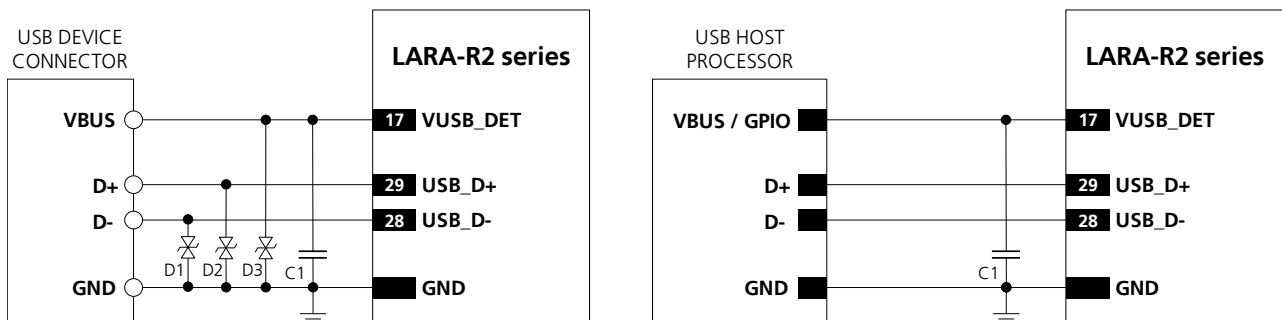 USB DEVICE
CONNECTOR
LARA-R2 series
VBUS
17 VUSB_DET
D+
29 USB_D+
D-
28 USB_D-
D1 D2 D3 C1
GND
GND
USB HOST
PROCESSOR
LARA-R2 series
VBUS / GPIO
17 VUSB_DET
D+
29 USB_D+
D-
28 USB_D-
C1
GND
GND